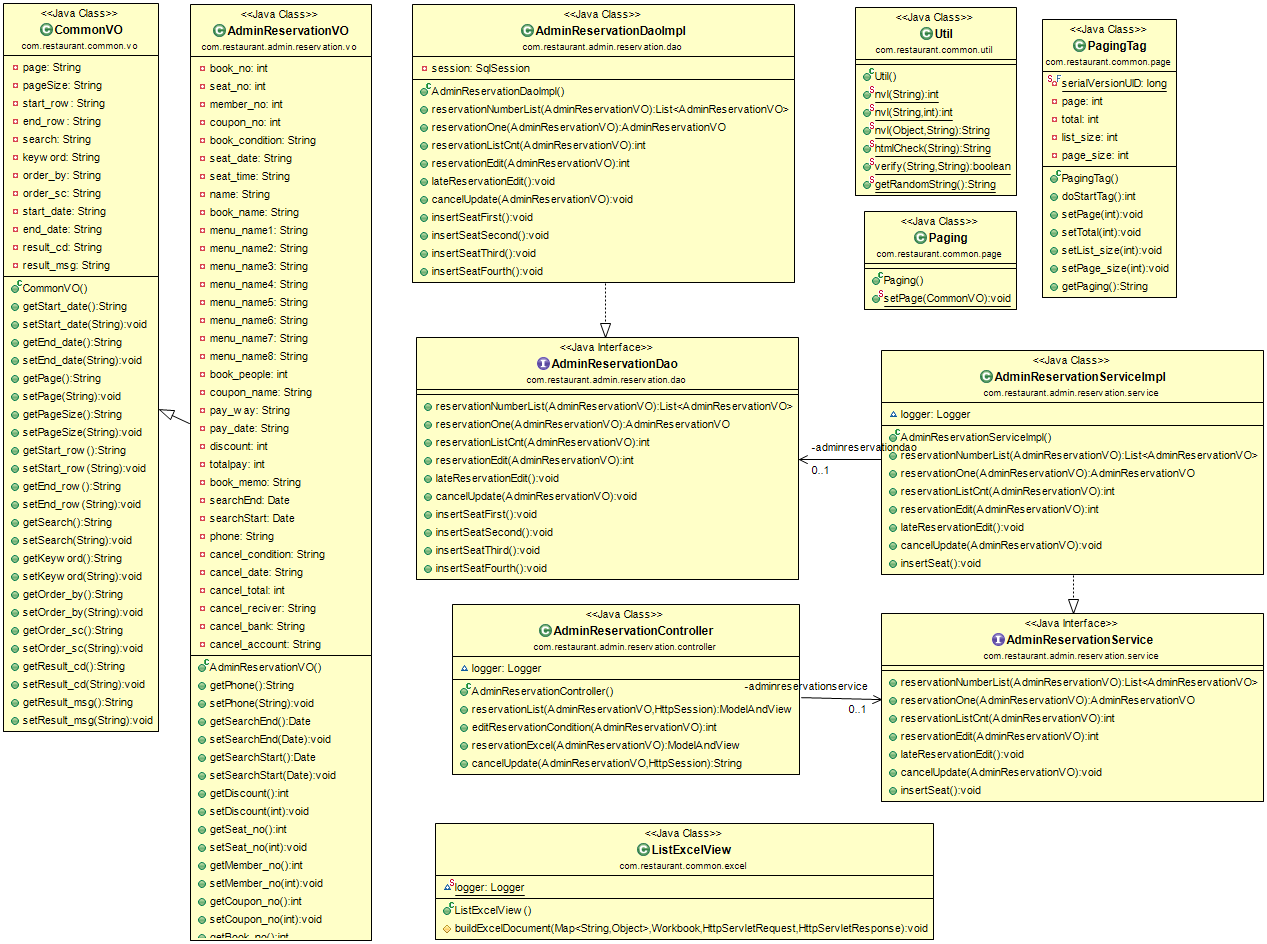 <<Java Class>>
CommonVO
com.restaurant.common.vo
page: String
pageSize: String
start_row: String
end_row: String
search: String
keyword: String
order_by: String
order_sc: String
start_date: String
end_date: String
result_cd: String
result_msg: String
CommonVO()
getStart_date():String
setStart_date(String):void
getEnd_date():String
setEnd_date(String):void
getPage():String
setPage(String):void
getPageSize():String
setPageSize(String):void
getStart_row():String
setStart_row(String):void
getEnd_row():String
setEnd_row(String):void
getSearch():String
setSearch(String):void
getKeyword():String
setKeyword(String):void
getOrder_by():String
setOrder_by(String):void
getOrder_sc():String
setOrder_sc(String):void
getResult_cd():String
setResult_cd(String):void
getResult_msg():String
setResult_msg(String):void
<<Java Class>>
AdminReservationVO
com.restaurant.admin.reservation.vo
book_no: int
seat_no: int
member_no: int
coupon_no: int
book_condition: String
seat_date: String
seat_time: String
name: String
book_name: String
menu_name1: String
menu_name2: String
menu_name3: String
menu_name4: String
menu_name5: String
menu_name6: String
menu_name7: String
menu_name8: String
book_people: int
coupon_name: String
pay_way: String
pay_date: String
discount: int
totalpay: int
book_memo: String
searchEnd: Date
searchStart: Date
phone: String
cancel_condition: String
cancel_date: String
cancel_total: int
cancel_reciver: String
cancel_bank: String
cancel_account: String
AdminReservationVO()
getPhone():String
setPhone(String):void
getSearchEnd():Date
setSearchEnd(Date):void
getSearchStart():Date
setSearchStart(Date):void
getDiscount():int
setDiscount(int):void
getSeat_no():int
setSeat_no(int):void
getMember_no():int
setMember_no(int):void
getCoupon_no():int
setCoupon_no(int):void
getBook_no():int
<<Java Class>>
AdminReservationDaoImpl
com.restaurant.admin.reservation.dao
session: SqlSession
AdminReservationDaoImpl()
reservationNumberList(AdminReservationVO):List<AdminReservationVO>
reservationOne(AdminReservationVO):AdminReservationVO
reservationListCnt(AdminReservationVO):int
reservationEdit(AdminReservationVO):int
lateReservationEdit():void
cancelUpdate(AdminReservationVO):void
insertSeatFirst():void
insertSeatSecond():void
insertSeatThird():void
insertSeatFourth():void
<<Java Class>>
Util
com.restaurant.common.util
Util()
nvl(String):int
nvl(String,int):int
nvl(Object,String):String
htmlCheck(String):String
verify(String,String):boolean
getRandomString():String
<<Java Class>>
PagingTag
com.restaurant.common.page
serialVersionUID: long
page: int
total: int
list_size: int
page_size: int
PagingTag()
doStartTag():int
setPage(int):void
setTotal(int):void
setList_size(int):void
setPage_size(int):void
getPaging():String
<<Java Class>>
Paging
com.restaurant.common.page
Paging()
setPage(CommonVO):void
<<Java Interface>>
AdminReservationDao
com.restaurant.admin.reservation.dao
reservationNumberList(AdminReservationVO):List<AdminReservationVO>
reservationOne(AdminReservationVO):AdminReservationVO
reservationListCnt(AdminReservationVO):int
reservationEdit(AdminReservationVO):int
lateReservationEdit():void
cancelUpdate(AdminReservationVO):void
insertSeatFirst():void
insertSeatSecond():void
insertSeatThird():void
insertSeatFourth():void
-adminreservationdao
0..1
<<Java Class>>
AdminReservationServiceImpl
com.restaurant.admin.reservation.service
logger: Logger
AdminReservationServiceImpl()
reservationNumberList(AdminReservationVO):List<AdminReservationVO>
reservationOne(AdminReservationVO):AdminReservationVO
reservationListCnt(AdminReservationVO):int
reservationEdit(AdminReservationVO):int
lateReservationEdit():void
cancelUpdate(AdminReservationVO):void
insertSeat():void
<<Java Class>>
AdminReservationController
com.restaurant.admin.reservation.controller
logger: Logger
AdminReservationController()
reservationList(AdminReservationVO,HttpSession):ModelAndView
editReservationCondition(AdminReservationVO):int
reservationExcel(AdminReservationVO):ModelAndView
cancelUpdate(AdminReservationVO,HttpSession):String
-adminreservationservice
0..1
<<Java Interface>>
AdminReservationService
com.restaurant.admin.reservation.service
reservationNumberList(AdminReservationVO):List<AdminReservationVO>
reservationOne(AdminReservationVO):AdminReservationVO
reservationListCnt(AdminReservationVO):int
reservationEdit(AdminReservationVO):int
lateReservationEdit():void
cancelUpdate(AdminReservationVO):void
insertSeat():void
<<Java Class>>
ListExcelView
com.restaurant.common.excel
logger: Logger
ListExcelView()
buildExcelDocument(Map<String,Object>,Workbook,HttpServletRequest,HttpServletResponse):void